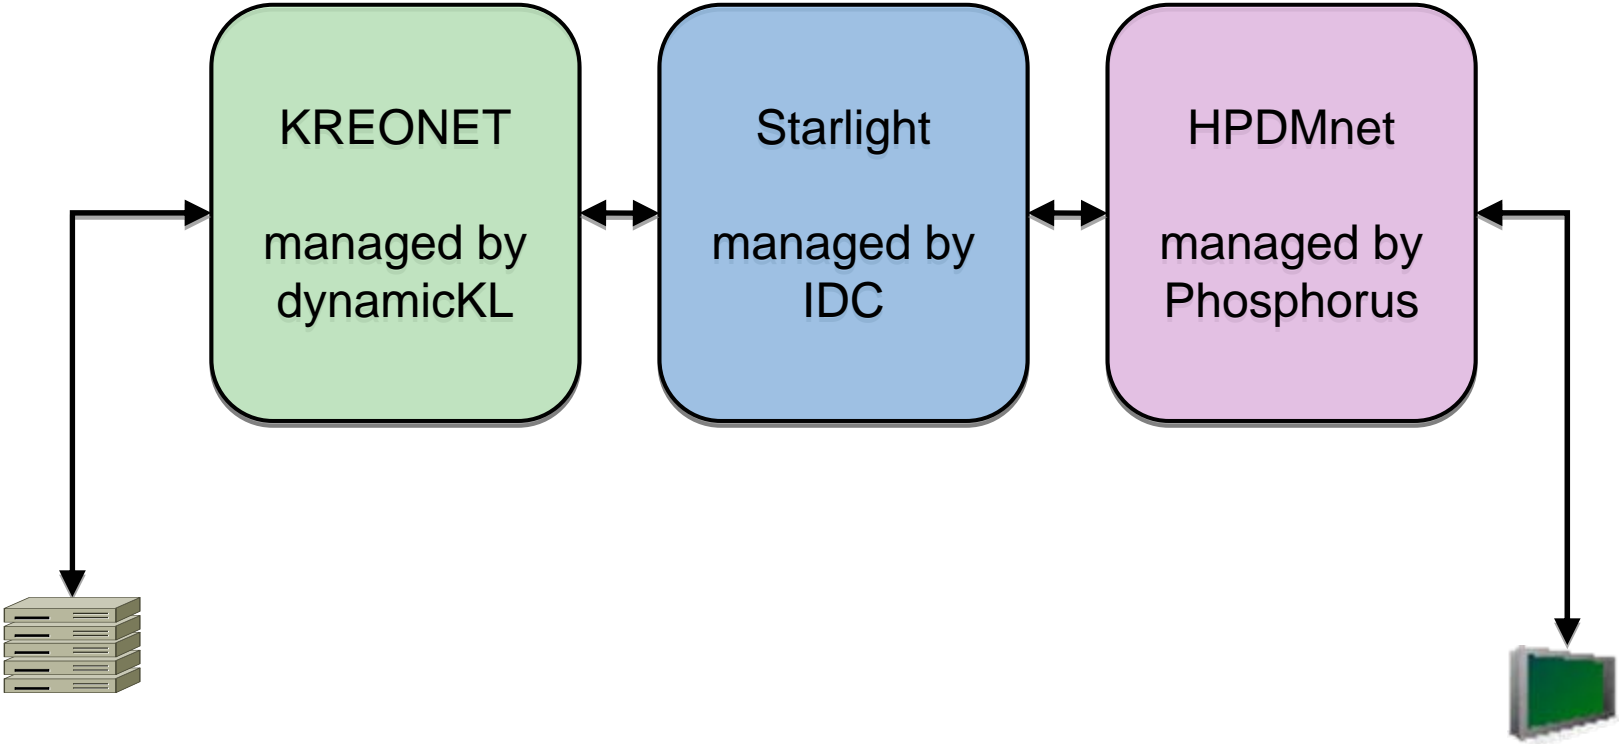 KREONET
managed by
dynamicKL
Starlight
managed by
IDC
HPDMnet
managed by
Phosphorus